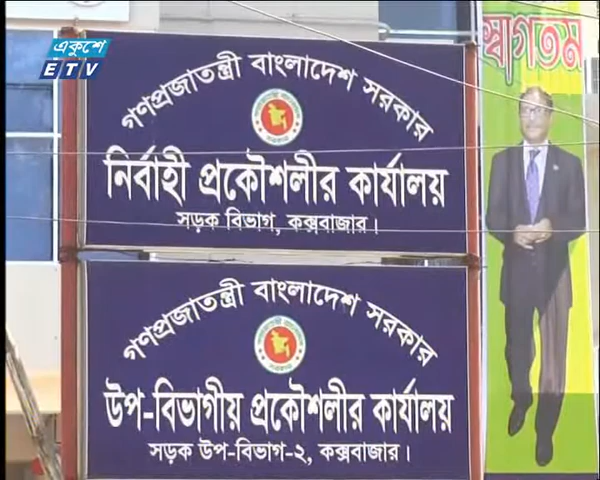 একুশে
ETV
গণপ্রজাতন্ত্রী বাংলাদেশ সরকার
নির্বাহী প্রকৌশলীর কার্যালয়
সড়ক বিভাগ, কক্সবাজার।
গণপ্রজাতন্ত্রী বাংলাদেশ সরকার
উপ-বিভাগীয় প্রকৌশলীর কার্যালয়
সড়ক উপ-বিভাগ-২, কক্সবাজার।
স্বাগতম